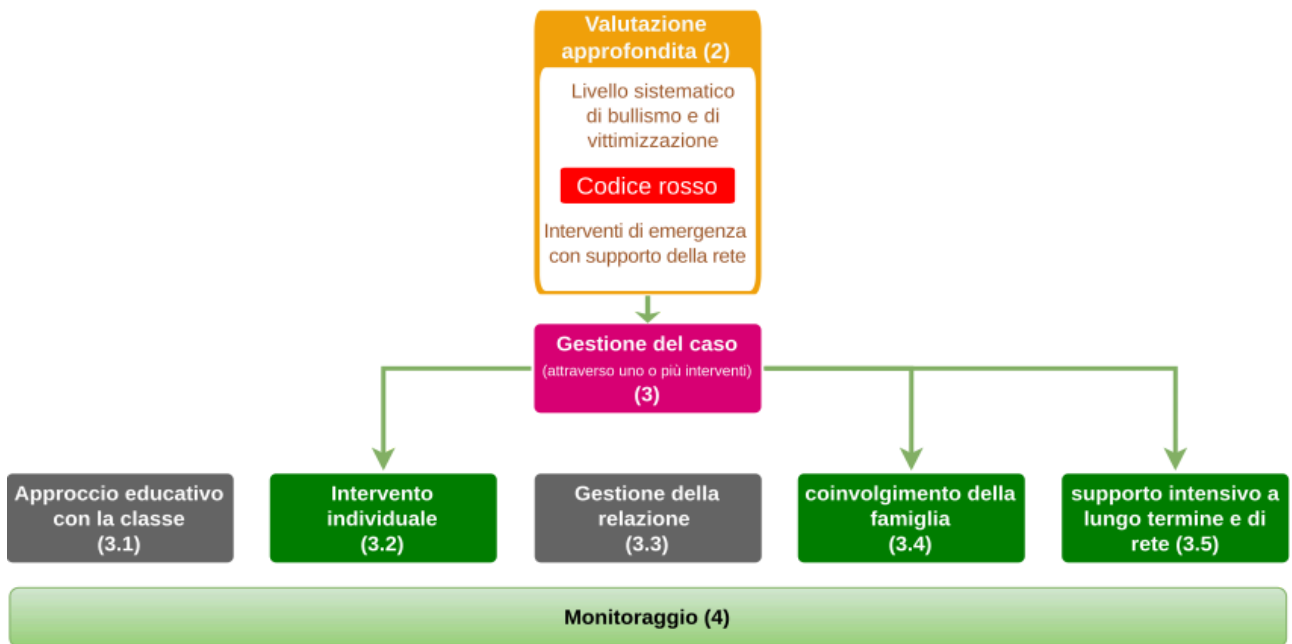 Valutazione
approfondita (2)
Livello sistematico
di bullismo e di
vittimizzazione
Codice rosso
Interventi di emergenza
con supporto della rete
Gestione del caso
(attraverso uno o più interventi)
(3)
Approccio educativo
con la classe
(3.1)
Intervento
individuale
(3.2)
Gestione della
relazione
(3.3)
coinvolgimento della
famiglia
(3.4)
supporto intensivo a
lungo termine e di
rete (3.5)
Monitoraggio (4)